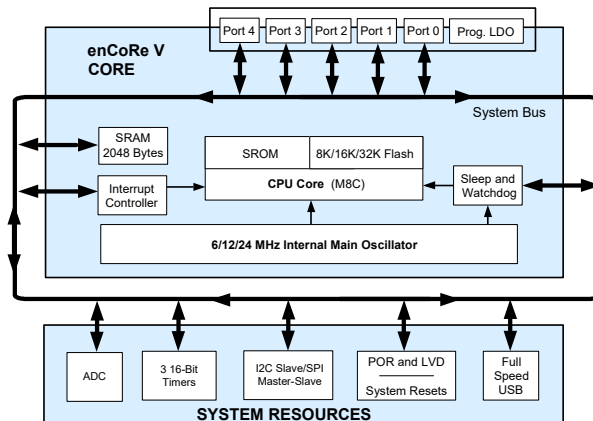 Port 4 Port 3 Port 2 Port 1 Port 0 Prog. LDO
enCoRe V
CORE
System Bus
SRAM
2048 Bytes
SROM 8K/16K/32K Flash
CPU Core (M8C)
Interrupt
Controller
Sleep and
Watchdog
6/12/24 MHz Internal Main Oscillator
ADC
3 16-Bit
Timers
I2C Slave/SPI
Master-Slave
POR and LVD
System Resets
Full
Speed
USB
SYSTEM RESOURCES